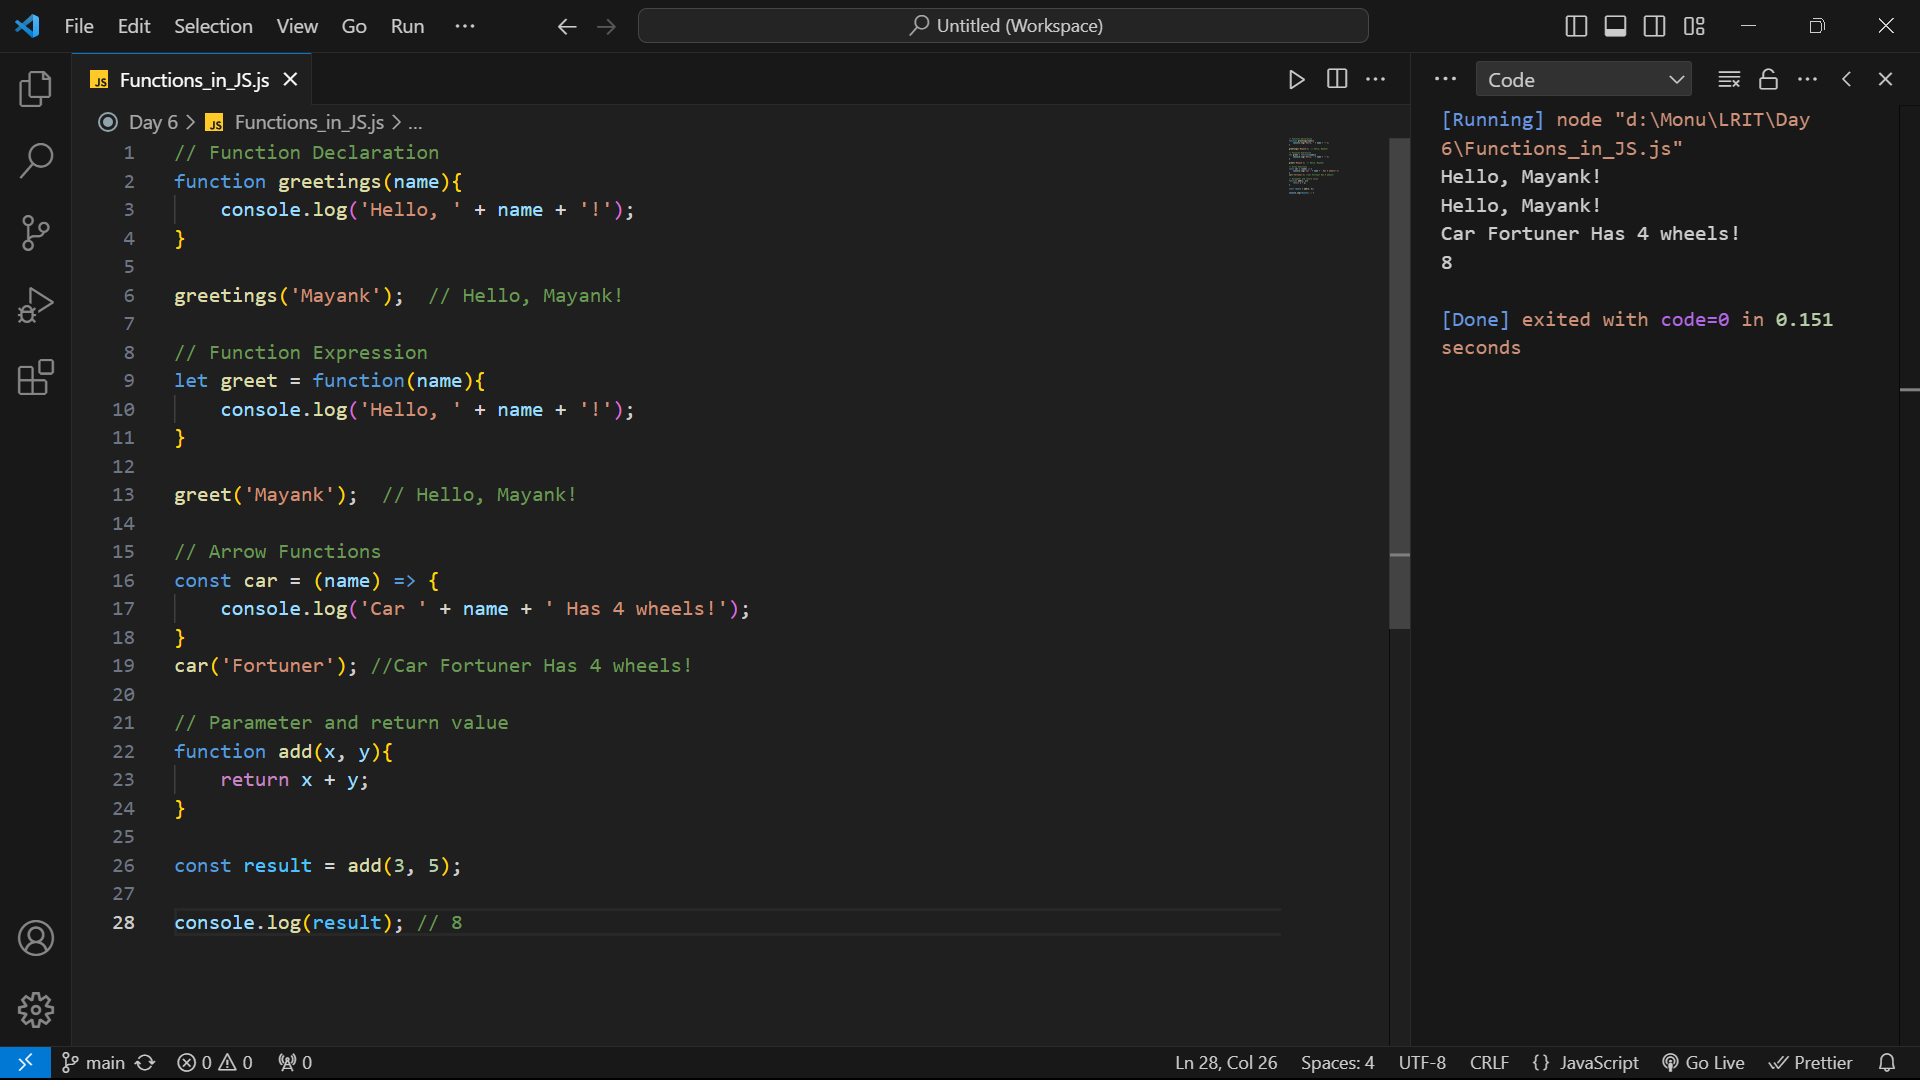 File Edit Selection View Go Run ··· Untitled (Workspace)
JS Functions_in_JS.js
Day 6 > JS Functions_in_JS.js > ...
1 // Function Declaration
2 function greetings(name){
3     console.log('Hello, ' + name + '!');
4 }
5
6 greetings('Mayank');  // Hello, Mayank!
7
8 // Function Expression
9 let greet = function(name){
10     console.log('Hello, ' + name + '!');
11 }
12
13 greet('Mayank');  // Hello, Mayank!
14
15 // Arrow Functions
16 const car = (name) => {
17     console.log('Car ' + name + ' Has 4 wheels!');
18 }
19 car('Fortuner'); //Car Fortuner Has 4 wheels!
20
21 // Parameter and return value
22 function add(x, y){
23     return x + y;
24 }
25
26 const result = add(3, 5);
27
28 console.log(result); // 8
Code
[Running] node "d:\Monu\LRIT\Day
6\Functions_in_JS.js"
Hello, Mayank!
Hello, Mayank!
Car Fortuner Has 4 wheels!
8
[Done] exited with code=0 in 0.151
seconds
main 0 0 0 Ln 28, Col 26 Spaces: 4 UTF-8 CRLF {} JavaScript Go Live Prettier